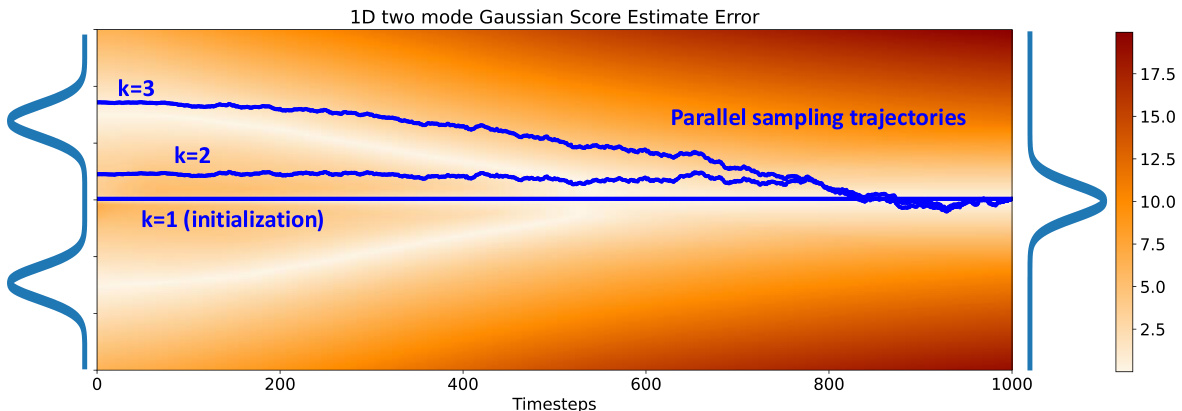 1D two mode Gaussian Score Estimate Error
k=3
Parallel sampling trajectories
k=2
k=1 (initialization)
0
200
400
600
800
1000
Timesteps
17.5
15.0
12.5
10.0
7.5
5.0
2.5